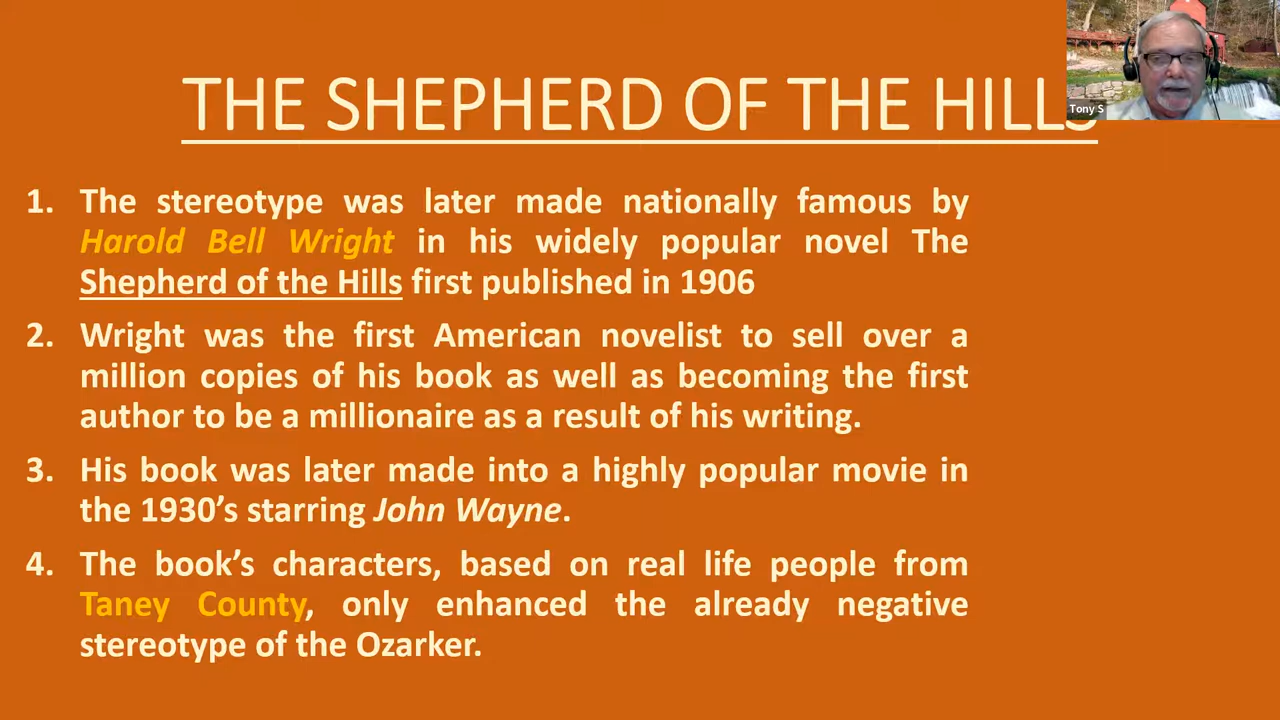 THE SHEPHERD OF THE HILLS
Tony S
1. The stereotype was later made nationally famous by
Harold Bell Wright in his widely popular novel The
Shepherd of the Hills first published in 1906
2. Wright was the first American novelist to sell over a
million copies of his book as well as becoming the first
author to be a millionaire as a result of his writing.
3. His book was later made into a highly popular movie in
the 1930’s starring John Wayne.
4. The book’s characters, based on real life people from
Taney County, only enhanced the already negative
stereotype of the Ozarker.